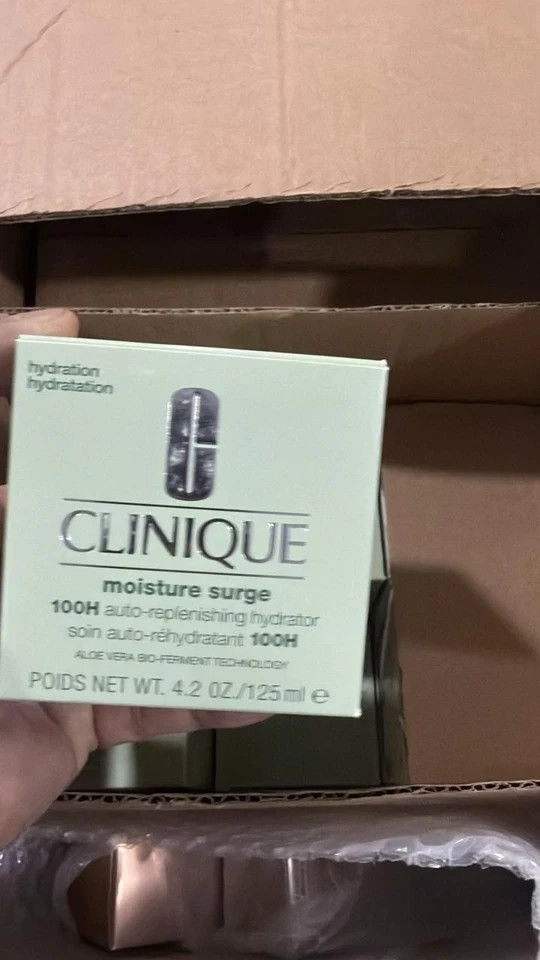 hydration
hydratation
CLINIQUE
moisture surge
100H auto-replenishing hydrator
soin auto-réhydratant 100H
ALOE VERA BIO-FERMENT TECHNOLOGY
POIDS NET WT. 4.2 OZ./125 ml ℮